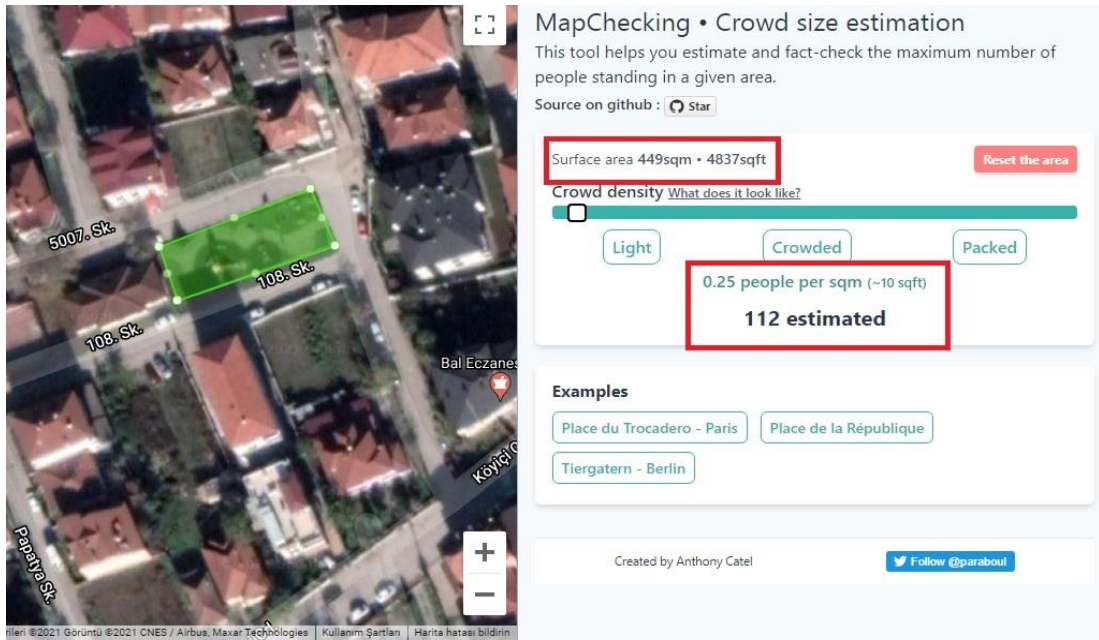 MapChecking • Crowd size estimation
This tool helps you estimate and fact-check the maximum number of
people standing in a given area.
Source on github : Star
Surface area 449sqm • 4837sqft
Reset the area
Crowd density What does it look like?
Light
Crowded
Packed
0.25 people per sqm (~10 sqft)
112 estimated
Examples
Place du Trocadero - Paris
Place de la République
Tiergatern - Berlin
Created by Anthony Catel
Follow @paraboul
5007. Sk.
108. Sk.
108. Sk.
Bal Eczanes
Köyiçi C
Papatya Sk.
+
−
rileri ©2021 Görüntü ©2021 CNES / Airbus, Maxar Technologies
Kullanım Şartları
Harita hatası bildirin